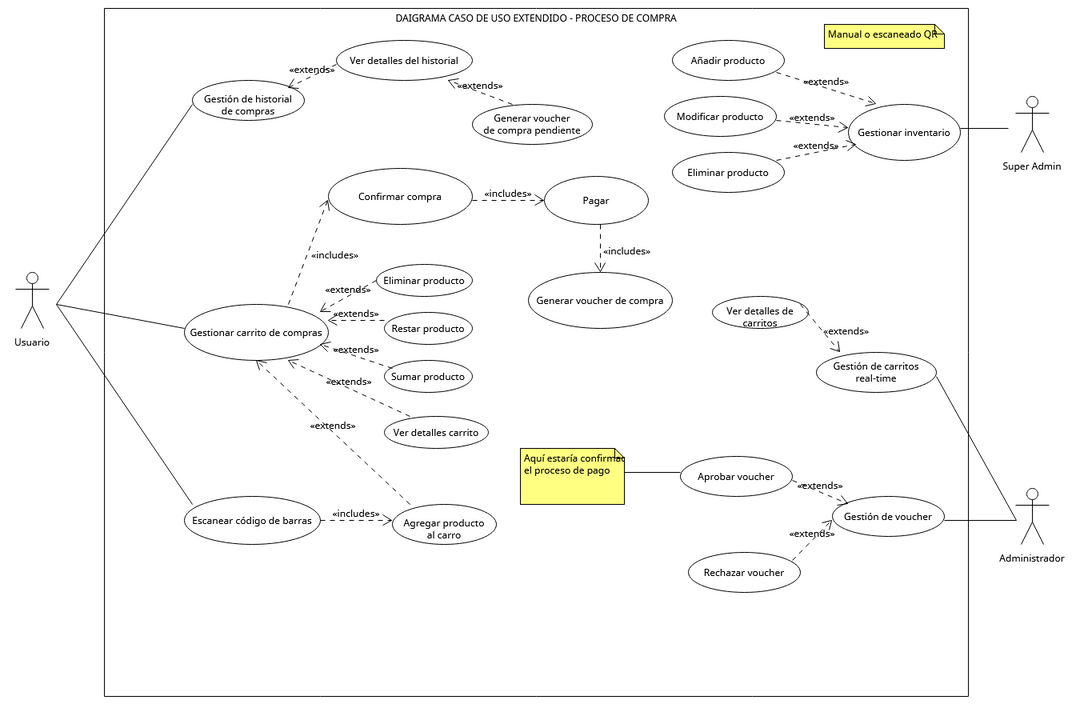 DAIGRAMA CASO DE USO EXTENDIDO - PROCESO DE COMPRA
Manual o escaneado QR
Ver detalles del historial
Añadir producto
«extends»
«extends»
«extends»
Gestión de historial
de compras
Generar voucher
de compra pendiente
Modificar producto
«extends»
Gestionar inventario
«extends»
Eliminar producto
Super Admin
Confirmar compra
«includes»
Pagar
«includes»
«includes»
Eliminar producto
«extends»
Generar voucher de compra
Usuario
Gestionar carrito de compras
«extends»
Restar producto
Ver detalles de
carritos
«extends»
«extends»
Sumar producto
Gestión de carritos
real-time
«extends»
Ver detalles carrito
«extends»
Aquí estaría confirmac
el proceso de pago
Aprobar voucher
«extends»
Escanear código de barras
«includes»
Agregar producto
al carro
Gestión de voucher
«extends»
Rechazar voucher
Administrador